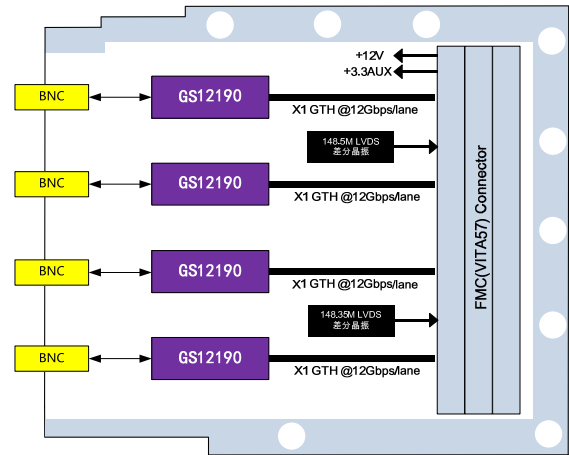 +12V
+3.3AUX
BNC
GS12190
X1 GTH @12Gbps/lane
148.5M LVDS
差分晶振
BNC
GS12190
X1 GTH @12Gbps/lane
FMC(VITA57) Connector
BNC
GS12190
X1 GTH @12Gbps/lane
148.35M LVDS
差分晶振
BNC
GS12190
X1 GTH @12Gbps/lane